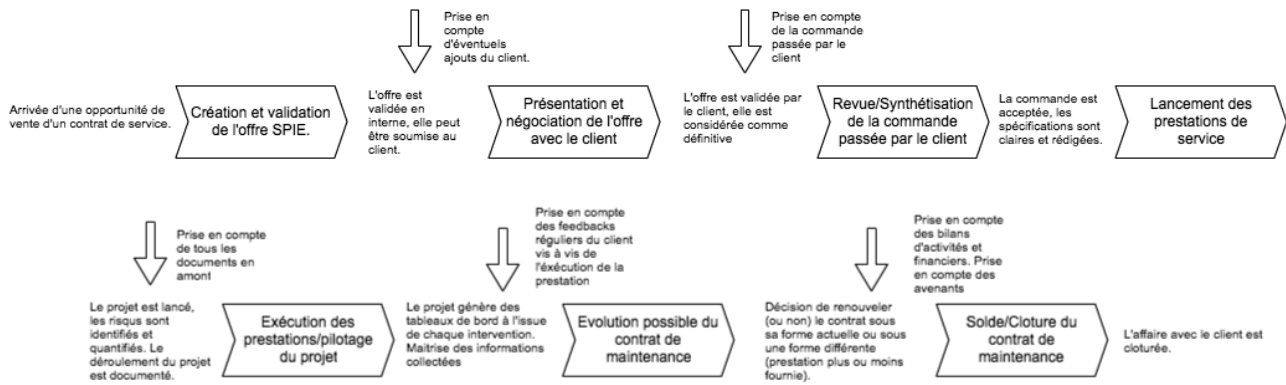 Prise en
compte
d'éventuels
ajouts du client.
Prise en compte
de la commande
passée par le
client
Arrivée d'une opportunité de
vente d'un contrat de service.
Création et validation
de l'offre SPIE.
L'offre est
validée en
interne, elle peut
être soumise au
client.
Présentation et
négociation de l'offre
avec le client
L'offre est validée par
le client, elle est
considérée comme
définitive
Revue/Synthétisation
de la commande
passée par le client
La commande est
acceptée, les
spécifications sont
claires et rédigées.
Lancement des
prestations de
service
Prise en compte
de tous les
documents en
amont
Prise en compte
des feedbacks
réguliers du client
vis à vis de
l'éxécution de la
prestation
Prise en compte
des bilans
d'activités et
financiers. Prise
en compte des
avenants
Le projet est lancé,
les risqus sont
identifiés et
quantifiés. Le
déroulement du projet
est documenté.
Exécution des
prestations/pilotage
du projet
Le projet génère des
tableaux de bord à l'issue
de chaque intervention.
Maitrise des informations
collectées
Evolution possible du
contrat de
maintenance
Décision de renouveler
(ou non) le contrat sous
sa forme actuelle ou sous
une forme différente
(prestation plus ou moins
fournie).
Solde/Cloture du
contrat de
maintenance
L'affaire avec le client est
cloturée.